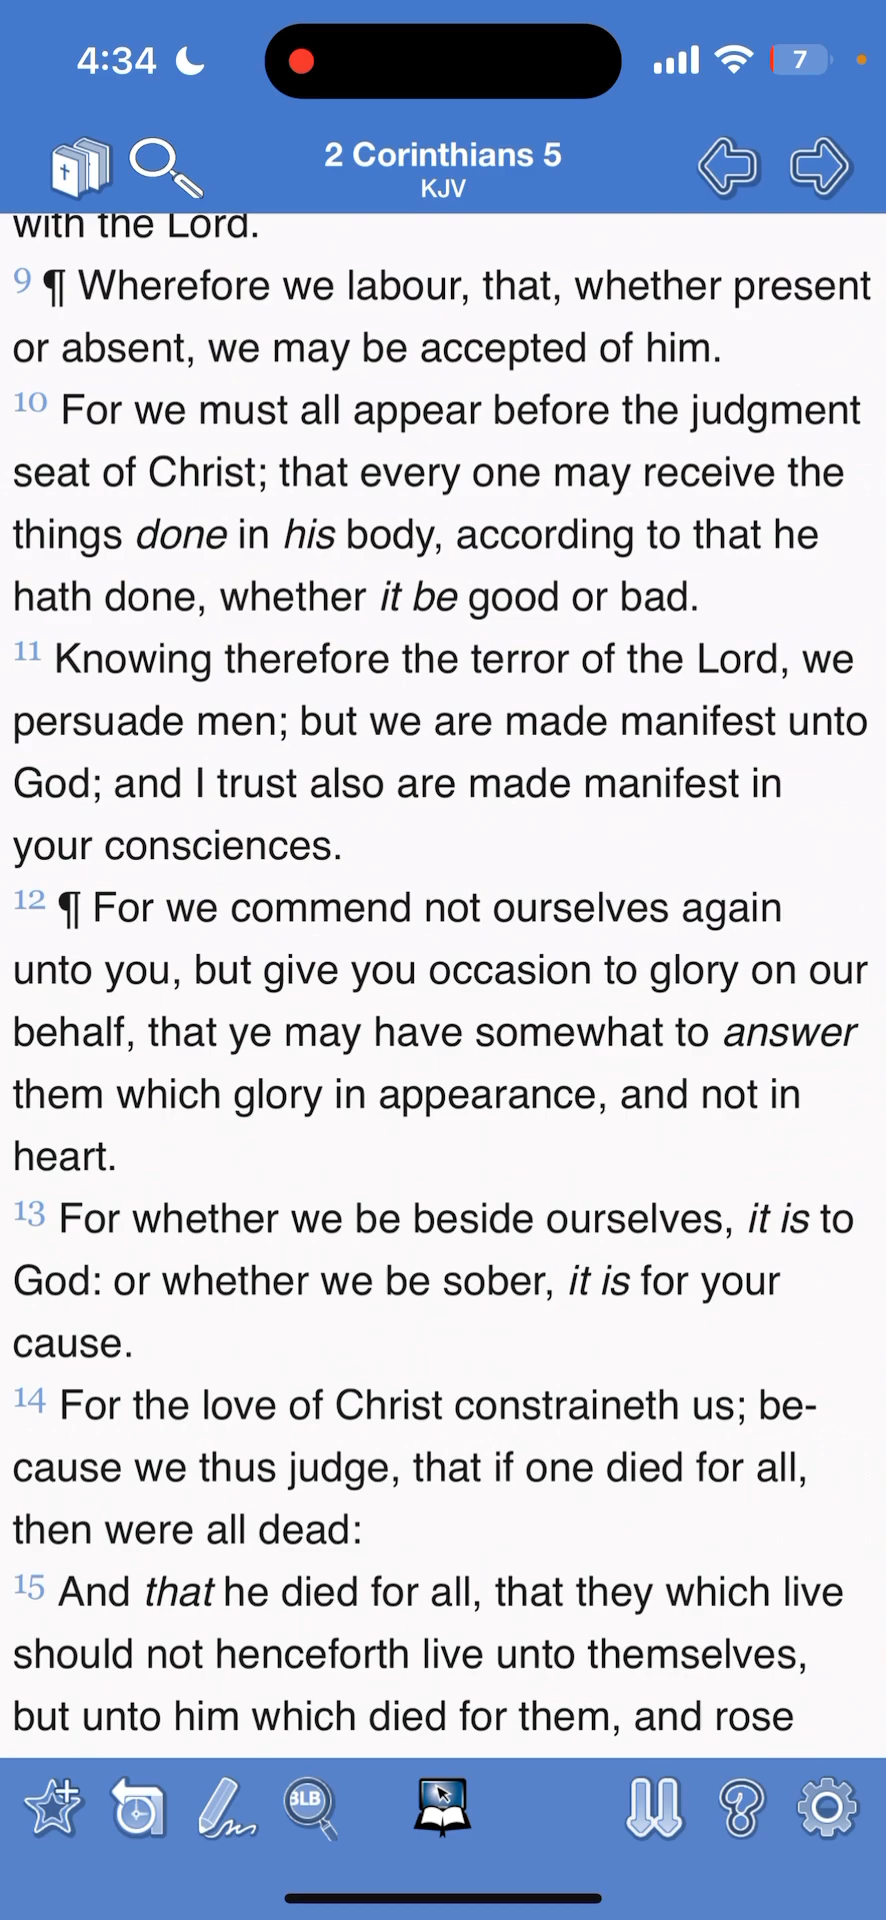 4:34
7
2 Corinthians 5
KJV
with the Lord.
9 ¶ Wherefore we labour, that, whether present
or absent, we may be accepted of him.
10 For we must all appear before the judgment
seat of Christ; that every one may receive the
things done in his body, according to that he
hath done, whether it be good or bad.
11 Knowing therefore the terror of the Lord, we
persuade men; but we are made manifest unto
God; and I trust also are made manifest in
your consciences.
12 ¶ For we commend not ourselves again
unto you, but give you occasion to glory on our
behalf, that ye may have somewhat to answer
them which glory in appearance, and not in
heart.
13 For whether we be beside ourselves, it is to
God: or whether we be sober, it is for your
cause.
14 For the love of Christ constraineth us; be-
cause we thus judge, that if one died for all,
then were all dead:
15 And that he died for all, that they which live
should not henceforth live unto themselves,
but unto him which died for them, and rose
BLB